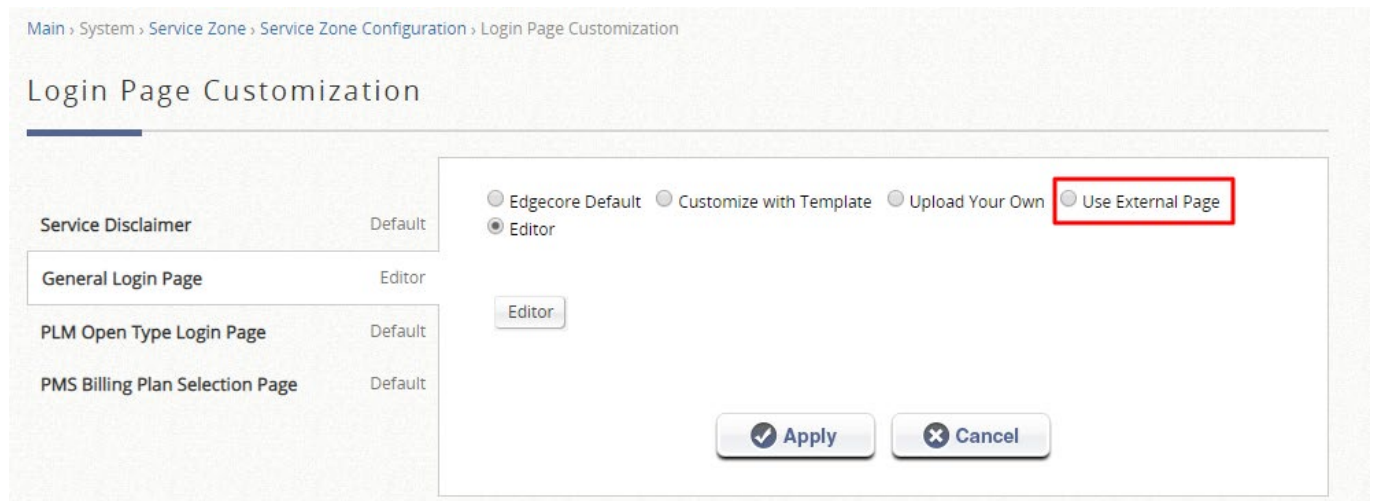 Main › System › Service Zone › Service Zone Configuration › Login Page Customization
Login Page Customization
Service Disclaimer Default
General Login Page Editor
PLM Open Type Login Page Default
PMS Billing Plan Selection Page Default
Edgecore Default Customize with Template Upload Your Own Use External Page
Editor
Editor
Apply Cancel